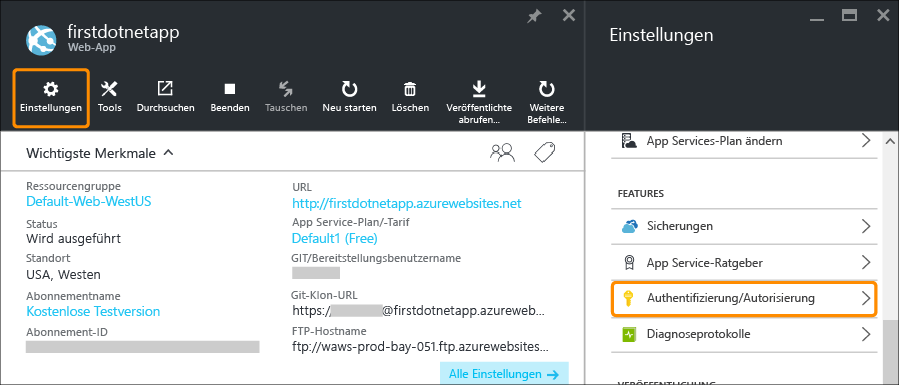 firstdotnetapp
Web-App
Einstellungen
Tools
Durchsuchen
Beenden
Tauschen
Neu starten
Löschen
Veröffentlichte
abrufen...
Weitere
Befehle...
Wichtigste Merkmale
Ressourcengruppe
Default-Web-WestUS
Status
Wird ausgeführt
Standort
USA, Westen
Abonnementname
Kostenlose Testversion
Abonnement-ID
URL
http://firstdotnetapp.azurewebsites.net
App Service-Plan/-Tarif
Default1 (Free)
GIT/Bereitstellungsbenutzername
Git-Klon-URL
https:/ @firstdotnetapp.azureweb...
FTP-Hostname
ftp://waws-prod-bay-051.ftp.azurewebsites...
Alle Einstellungen →
Einstellungen
App Services-Plan ändern
FEATURES
Sicherungen
App Service-Ratgeber
Authentifizierung/Autorisierung
Diagnoseprotokolle
VERÖFFENTLICHUNG